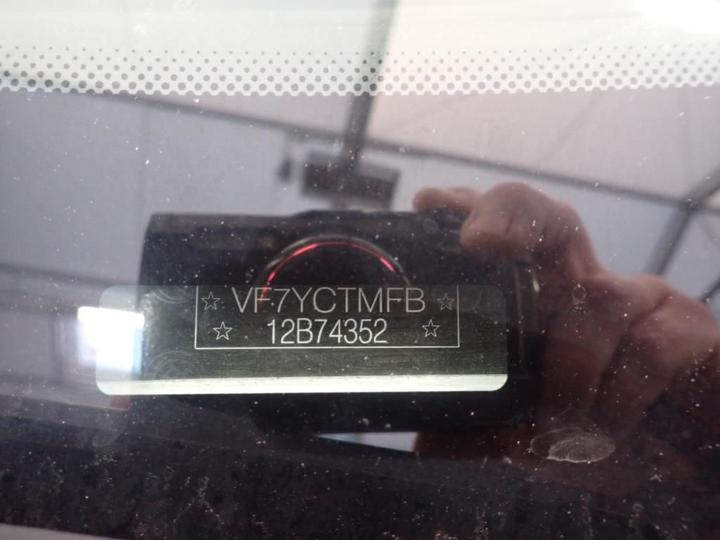 ☆ VF7YCTMFB ☆
☆ 12B74352 ☆